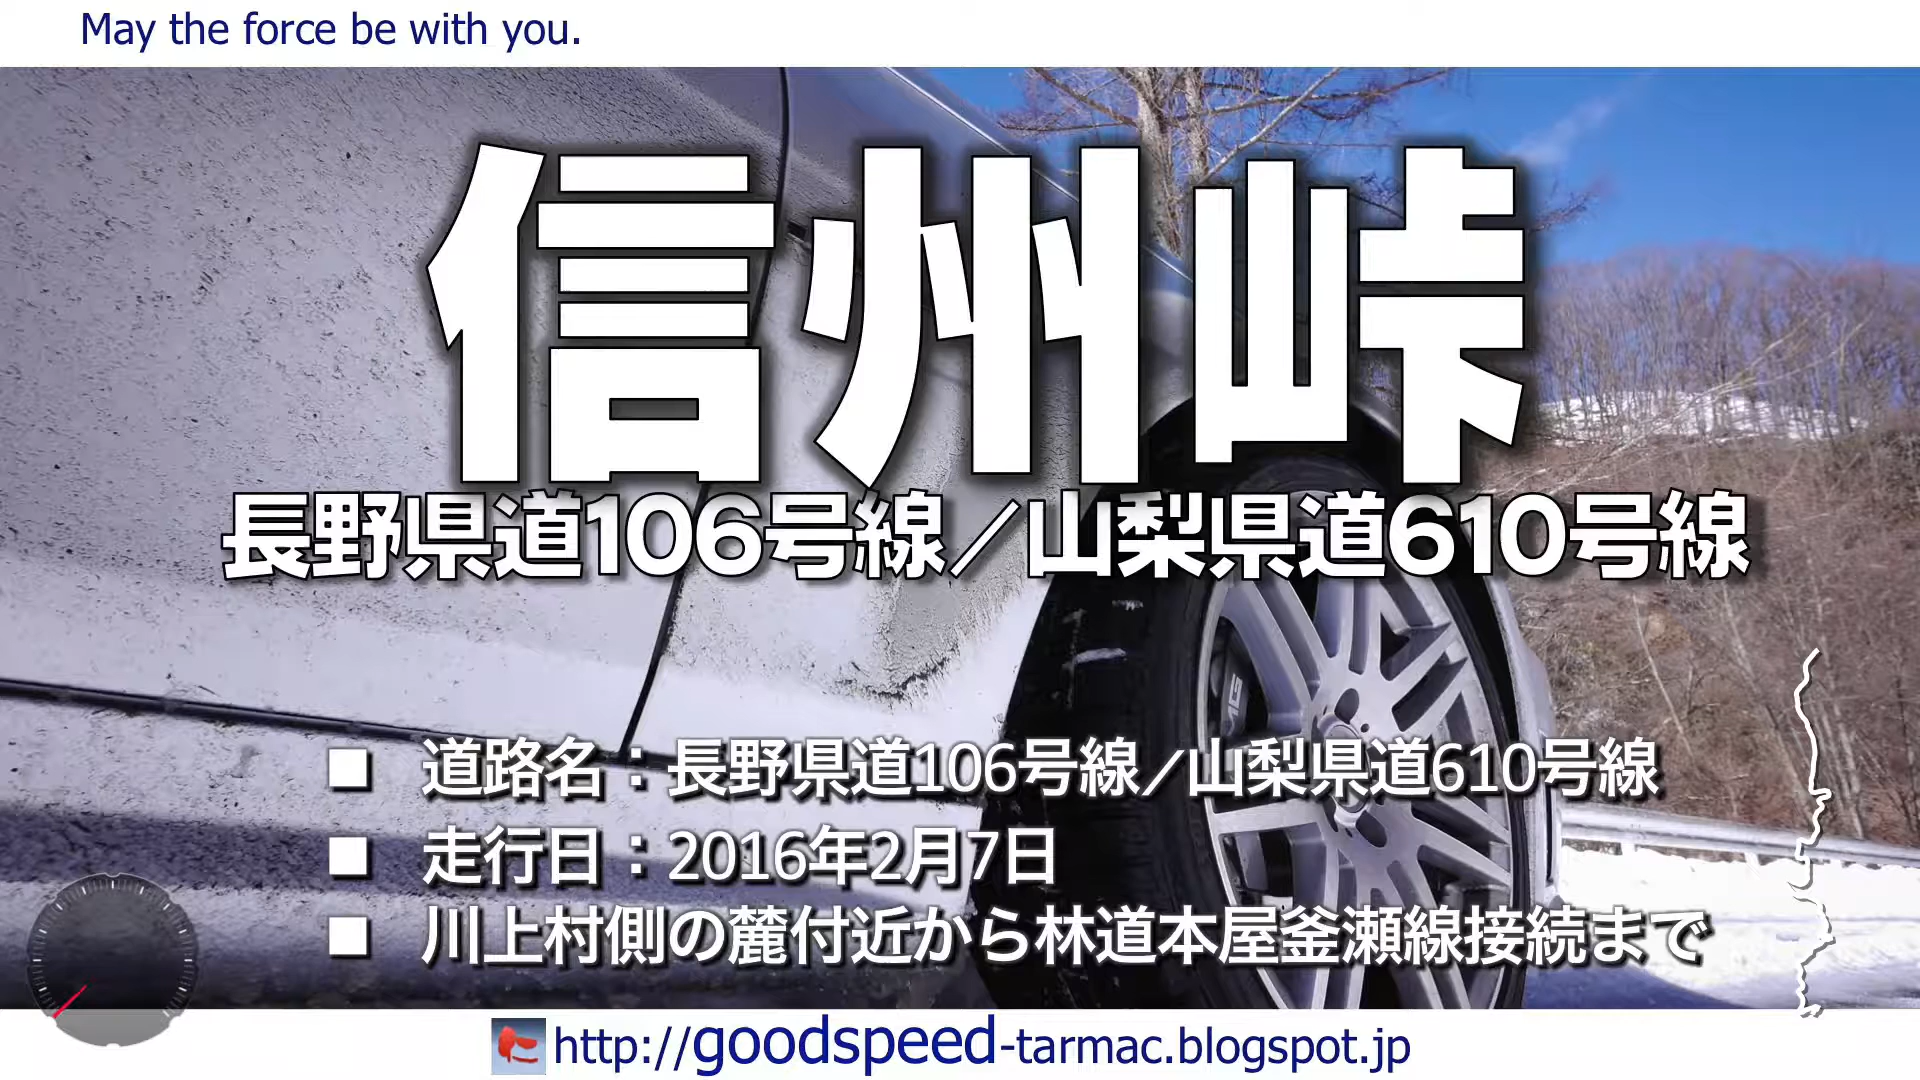 May the force be with you.
信州峠
長野県道106号線／山梨県道610号線
■ 道路名：長野県道106号線／山梨県道610号線
■ 走行日：2016年2月7日
■ 川上村側の麓付近から林道本屋釜瀬線接続まで
http://goodspeed-tarmac.blogspot.jp